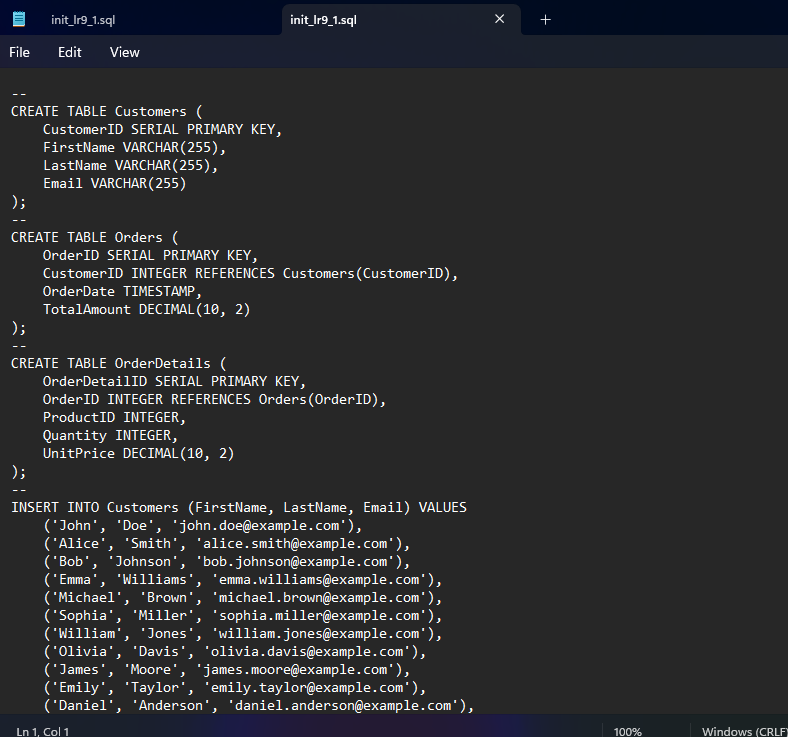 init_lr9_1.sql
init_lr9_1.sql
File Edit View
--
CREATE TABLE Customers (
    CustomerID SERIAL PRIMARY KEY,
    FirstName VARCHAR(255),
    LastName VARCHAR(255),
    Email VARCHAR(255)
);
--
CREATE TABLE Orders (
    OrderID SERIAL PRIMARY KEY,
    CustomerID INTEGER REFERENCES Customers(CustomerID),
    OrderDate TIMESTAMP,
    TotalAmount DECIMAL(10, 2)
);
--
CREATE TABLE OrderDetails (
    OrderDetailID SERIAL PRIMARY KEY,
    OrderID INTEGER REFERENCES Orders(OrderID),
    ProductID INTEGER,
    Quantity INTEGER,
    UnitPrice DECIMAL(10, 2)
);
--
INSERT INTO Customers (FirstName, LastName, Email) VALUES
    ('John', 'Doe', 'john.doe@example.com'),
    ('Alice', 'Smith', 'alice.smith@example.com'),
    ('Bob', 'Johnson', 'bob.johnson@example.com'),
    ('Emma', 'Williams', 'emma.williams@example.com'),
    ('Michael', 'Brown', 'michael.brown@example.com'),
    ('Sophia', 'Miller', 'sophia.miller@example.com'),
    ('William', 'Jones', 'william.jones@example.com'),
    ('Olivia', 'Davis', 'olivia.davis@example.com'),
    ('James', 'Moore', 'james.moore@example.com'),
    ('Emily', 'Taylor', 'emily.taylor@example.com'),
    ('Daniel', 'Anderson', 'daniel.anderson@example.com'),
Ln 1, Col 1 100% Windows (CRLF